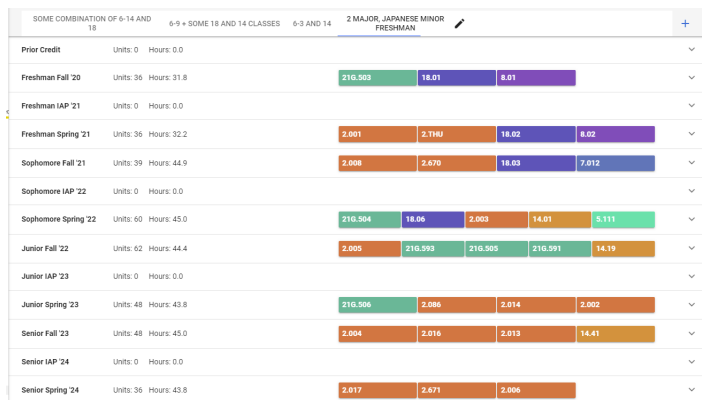 SOME COMBINATION OF 6-14 AND 18
6-9 + SOME 18 AND 14 CLASSES
6-3 AND 14
2 MAJOR, JAPANESE MINOR FRESHMAN
+
Prior Credit Units: 0 Hours: 0.0
Freshman Fall '20 Units: 36 Hours: 31.8 21G.503 18.01 8.01
Freshman IAP '21 Units: 0 Hours: 0.0
Freshman Spring '21 Units: 36 Hours: 32.2 2.001 2.THU 18.02 8.02
Sophomore Fall '21 Units: 39 Hours: 44.9 2.008 2.670 18.03 7.012
Sophomore IAP '22 Units: 0 Hours: 0.0
Sophomore Spring '22 Units: 60 Hours: 45.0 21G.504 18.06 2.003 14.01 5.111
Junior Fall '22 Units: 62 Hours: 44.4 2.005 21G.593 21G.505 21G.591 14.19
Junior IAP '23 Units: 0 Hours: 0.0
Junior Spring '23 Units: 48 Hours: 43.8 21G.506 2.086 2.014 2.002
Senior Fall '23 Units: 48 Hours: 45.0 2.004 2.016 2.013 14.41
Senior IAP '24 Units: 0 Hours: 0.0
Senior Spring '24 Units: 36 Hours: 43.8 2.017 2.671 2.006